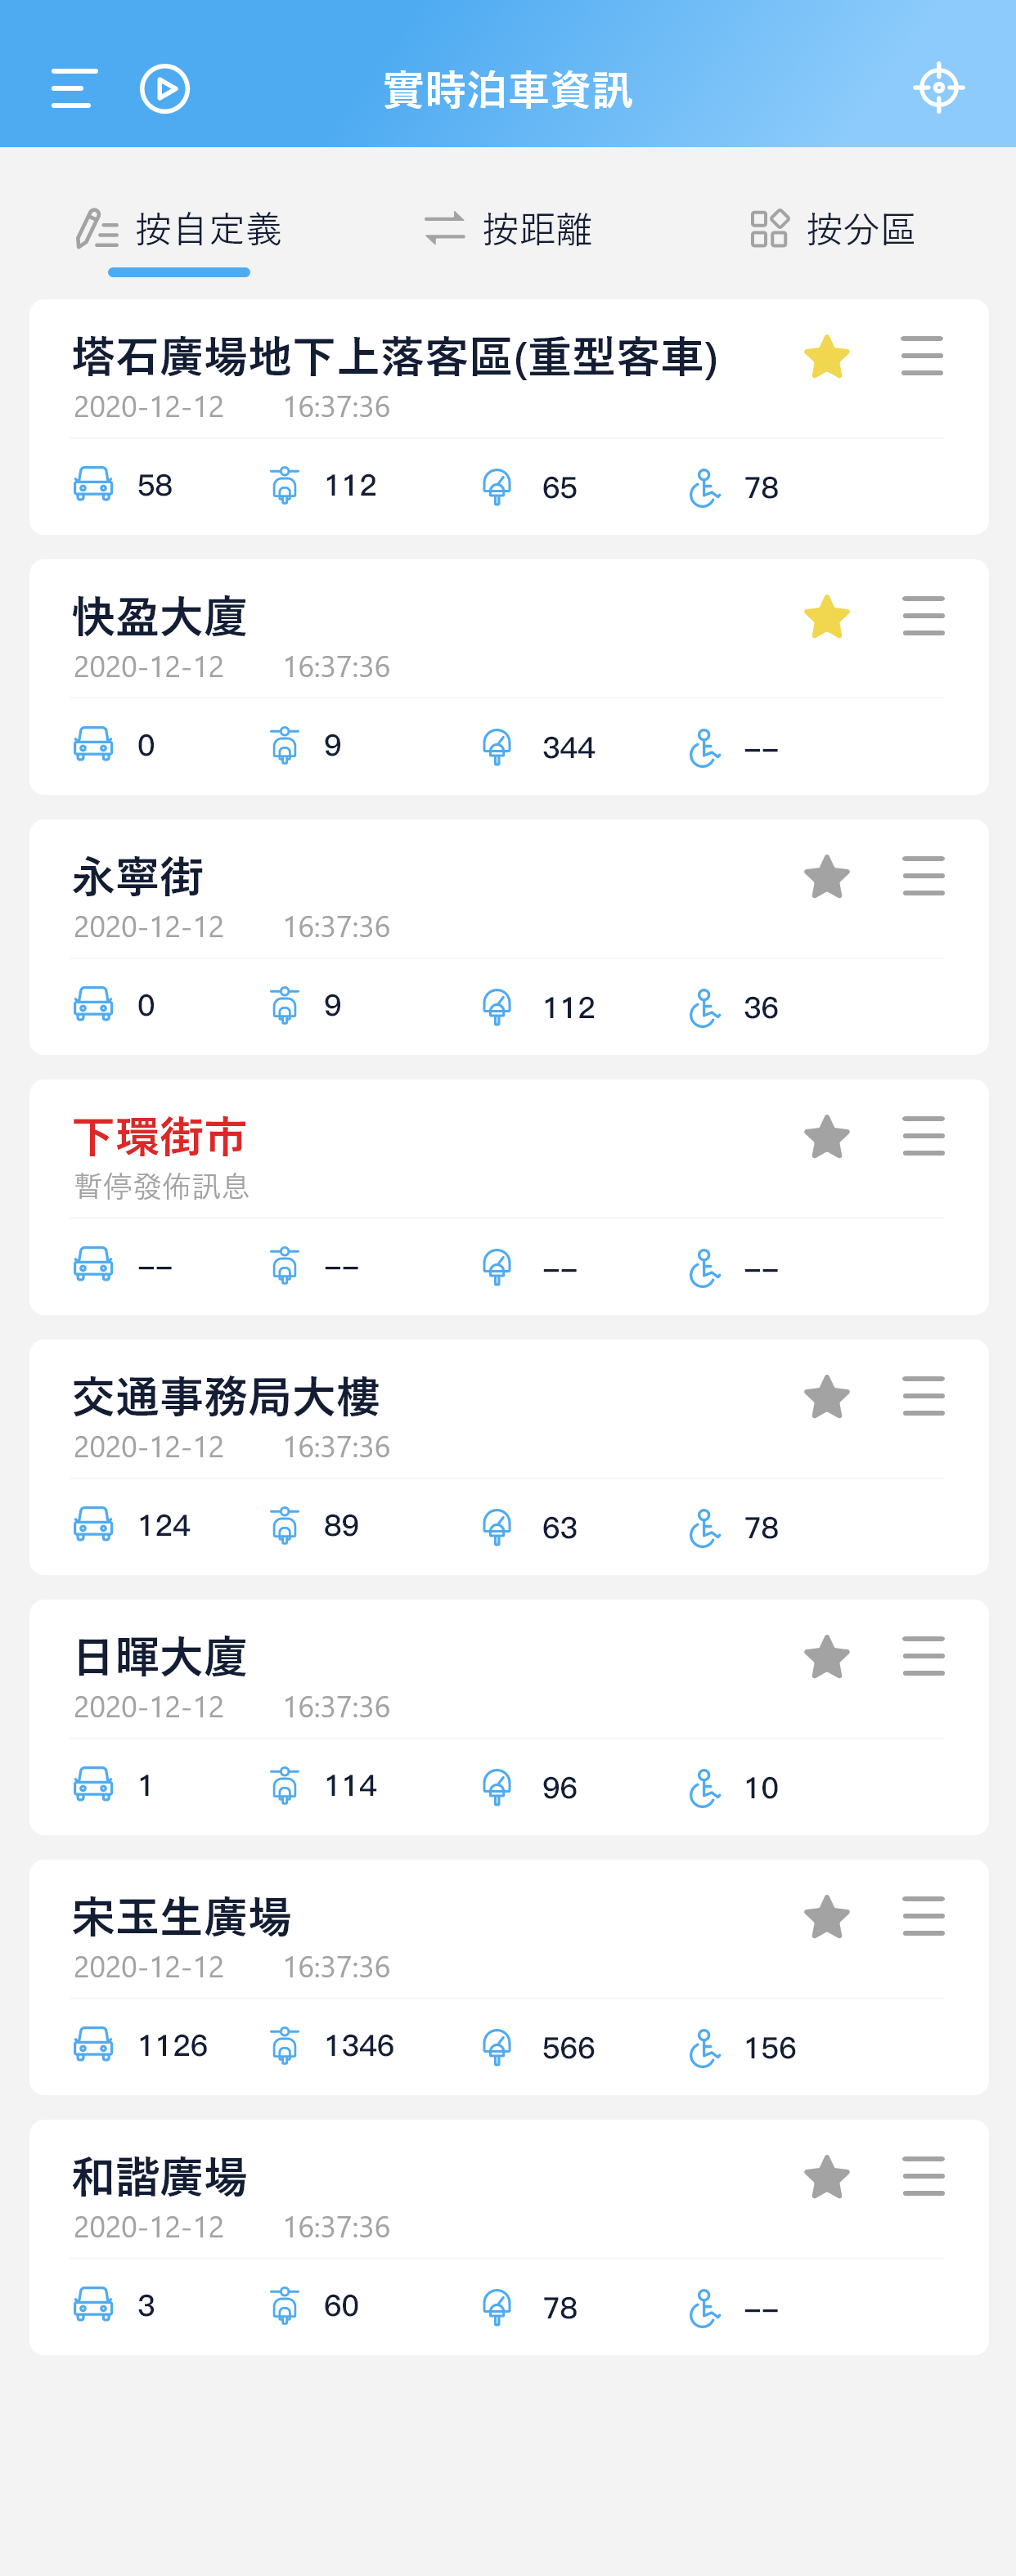 實時泊車資訊
按自定義 按距離 按分區
塔石廣場地下上落客區(重型客車)
2020-12-12 16:37:36
58 112 65 78
快盈大廈
2020-12-12 16:37:36
0 9 344 --
永寧街
2020-12-12 16:37:36
0 9 112 36
下環街市
暫停發佈訊息
-- -- -- --
交通事務局大樓
2020-12-12 16:37:36
124 89 63 78
日暉大廈
2020-12-12 16:37:36
1 114 96 10
宋玉生廣場
2020-12-12 16:37:36
1126 1346 566 156
和諧廣場
2020-12-12 16:37:36
3 60 78 --